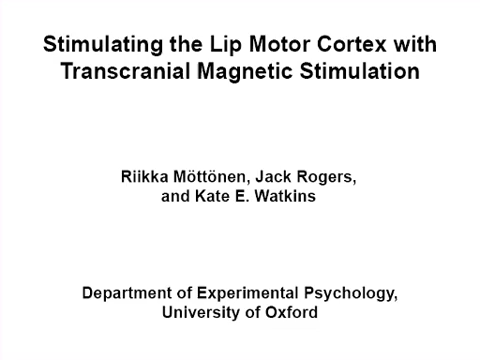 Stimulating the Lip Motor Cortex with
Transcranial Magnetic Stimulation
Riikka Möttönen, Jack Rogers,
and Kate E. Watkins
Department of Experimental Psychology,
University of Oxford